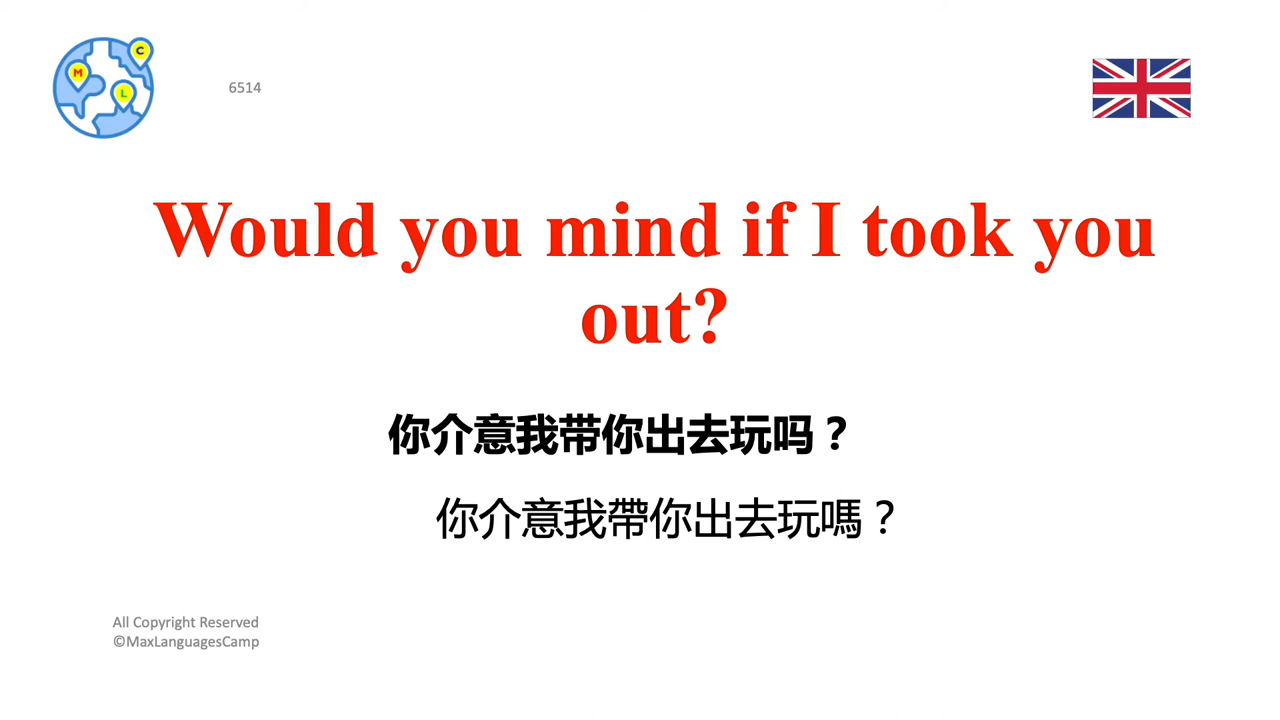 C
M
L
6514
Would you mind if I took you
out?
你介意我带你出去玩吗？
你介意我帶你出去玩嗎？
All Copyright Reserved
©MaxLanguagesCamp